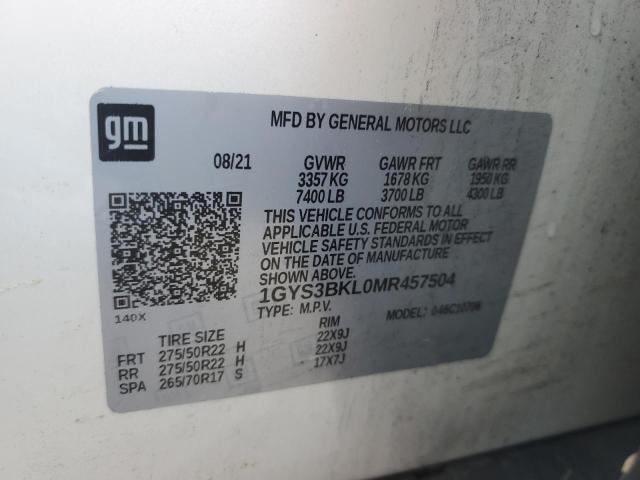 gm
MFD BY GENERAL MOTORS LLC
08/21 GVWR GAWR FRT GAWR RR
3357 KG 1678 KG 1950 KG
7400 LB 3700 LB 4300 LB
THIS VEHICLE CONFORMS TO ALL
APPLICABLE U.S. FEDERAL MOTOR
VEHICLE SAFETY STANDARDS IN EFFECT
ON THE DATE OF MANUFACTURE
SHOWN ABOVE.
1GYS3BKL0MR457504
140X
TYPE: M.P.V. MODEL:
TIRE SIZE RIM
FRT 275/50R22 H 22X9J
RR 275/50R22 H 22X9J
SPA 265/70R17 S 17X7J